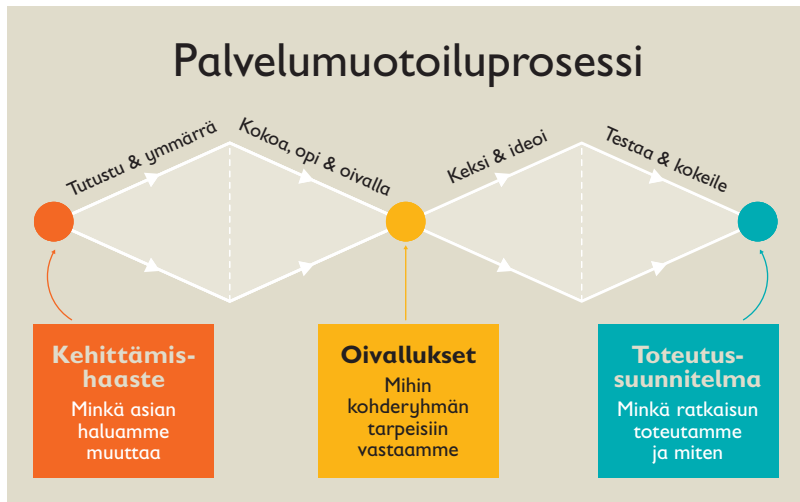 Palvelumuotoiluprosessi
Tutustu & ymmärrä
Kokoa, opi & oivalla
Keksi & ideoi
Testaa & kokeile
Kehittämis-
haaste
Minkä asian
haluamme
muuttaa
Oivallukset
Mihin
kohderyhmän
tarpeisiin
vastaamme
Toteutus-
suunnitelma
Minkä ratkaisun
toteutamme
ja miten